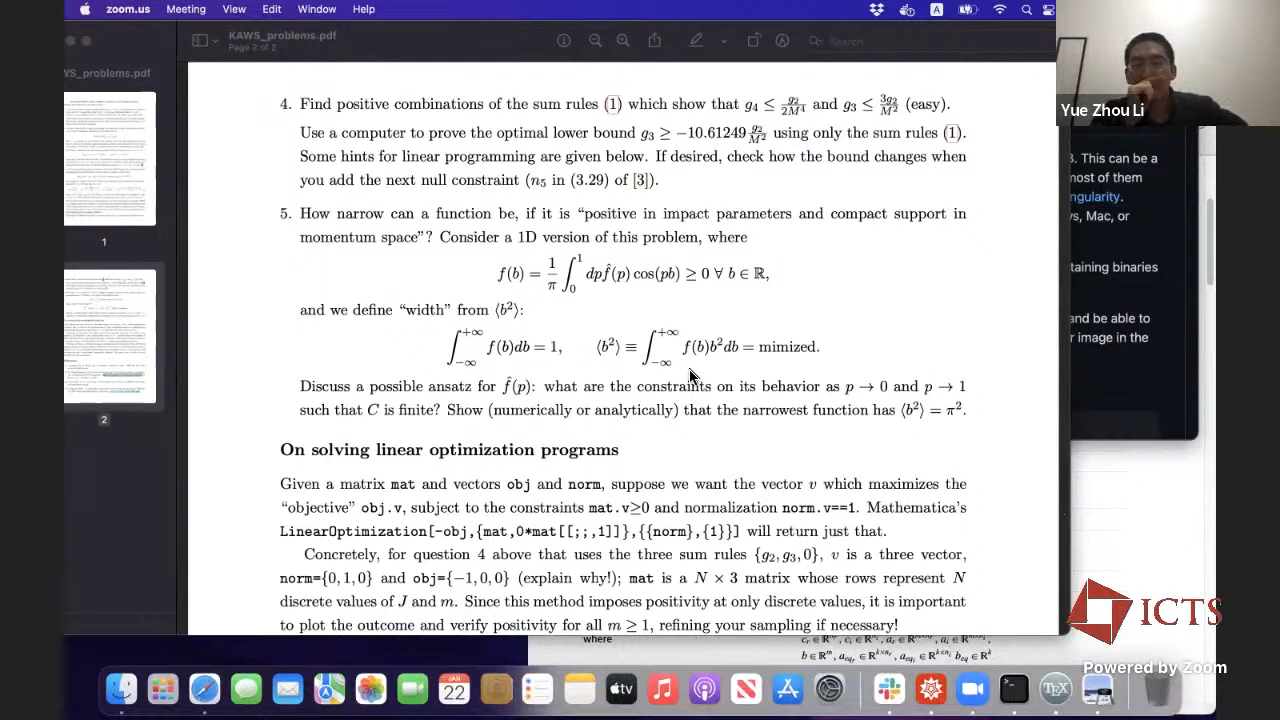 zoom.us Meeting View Edit Window Help
KAWS_problems.pdf
Page 2 of 2
Search
WS_problems.pdf
1
2
Yue Zhou Li
4. Find positive combinations of sum rules (1) which show that g4 and g3 ≤ 3g2/M² (easy
Use a computer to prove the optimal lower bound g3 ≥ −10.61249 g2/M² using only the sum rules (1).
Some hints for linear programming are given below. If desired, check how the bound changes when
you add the next null constraint n5 (see (3.29) of [3]).
5. How narrow can a function be, if it is “positive in impact parameters and compact support in
momentum space”? Consider a 1D version of this problem, where
f(b) = 1/π ∫₀¹ dp f̂(p) cos(pb) ≥ 0 ∀ b ∈ ℝ,
and we define “width” from
∫₋∞⁺∞ f(b)db = ⟨b²⟩ ≡ ∫₋∞⁺∞ f(b)b²db =
Discuss possible shapes for f̂(p): what are the constraints on its form near p → 0 and p → 1
such that C is finite? Show (numerically or analytically) that the narrowest function has ⟨b²⟩ = π².
On solving linear optimization programs
Given a matrix mat and vectors obj and norm, suppose we want the vector v which maximizes the
“objective” obj.v, subject to the constraints mat.v≥0 and normalization norm.v==1. Mathematica’s
LinearOptimization[-obj,{mat,0*mat[[;;,1]]},{{norm},{1}}] will return just that.
Concretely, for question 4 above that uses the three sum rules {g2, g3, 0}, v is a three vector,
norm={0, 1, 0} and obj={−1, 0, 0} (explain why!); mat is a N × 3 matrix whose rows represent N
discrete values of J and m. Since this method imposes positivity at only discrete values, it is important
to plot the outcome and verify positivity for all m ≥ 1, refining your sampling if necessary!
3. This can be a
most of them
ngularity.
ws, Mac, or
taining binaries
and be able to
r image in the
where
ICTS
Powered by Zoom
JAN
22
tv
TEX